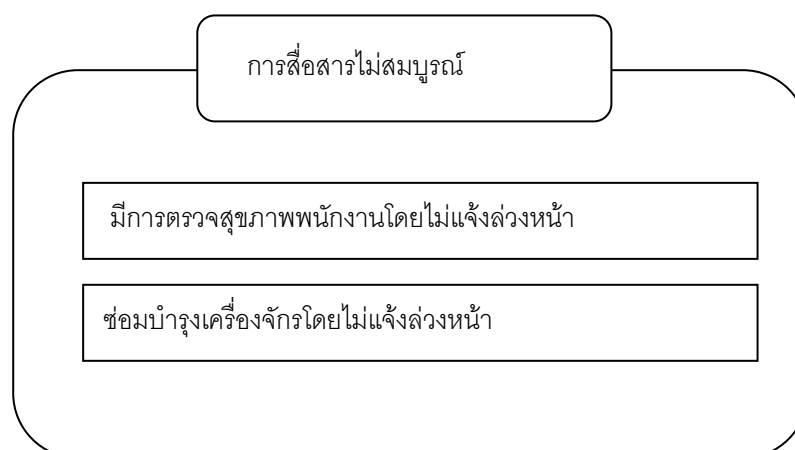 การสื่อสารไม่สมบูรณ์
มีการตรวจสุขภาพพนักงานโดยไม่แจ้งล่วงหน้า
ซ่อมบำรุงเครื่องจักรโดยไม่แจ้งล่วงหน้า